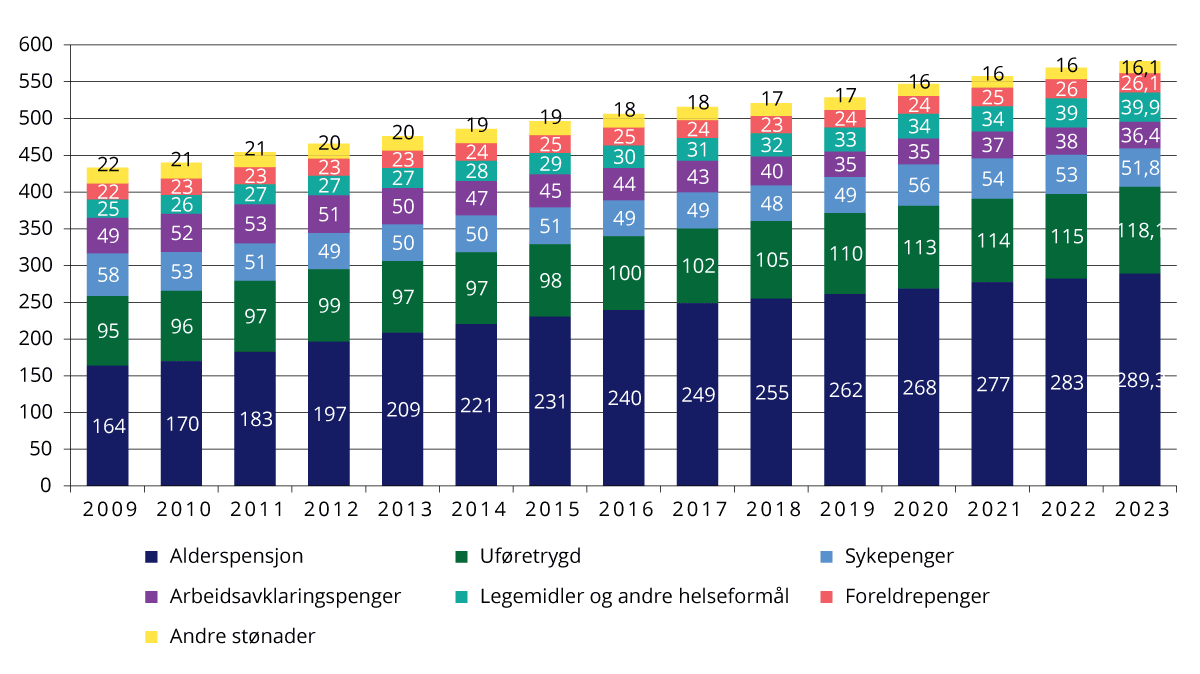 600
550
500
450
400
350
300
250
200
150
100
50
0
22 21 21 20 20 19 19 18 18 17 17 16 16 16 16,1
22 23 23 23 23 24 25 25 24 23 24 24 25 26 26,1
25 26 27 27 27 28 29 30 31 32 33 34 34 39 39,9
49 52 53 51 50 47 45 44 43 40 35 35 37 38 36,4
58 53 51 49 50 50 51 49 49 48 49 56 54 53 51,8
95 96 97 99 97 97 98 100 102 105 110 113 114 115 118,1
164 170 183 197 209 221 231 240 249 255 262 268 277 283 289,3
2009 2010 2011 2012 2013 2014 2015 2016 2017 2018 2019 2020 2021 2022 2023
Alderspensjon Uføretrygd Sykepenger
Arbeidsavklaringspenger Legemidler og andre helseformål Foreldrepenger
Andre stønader